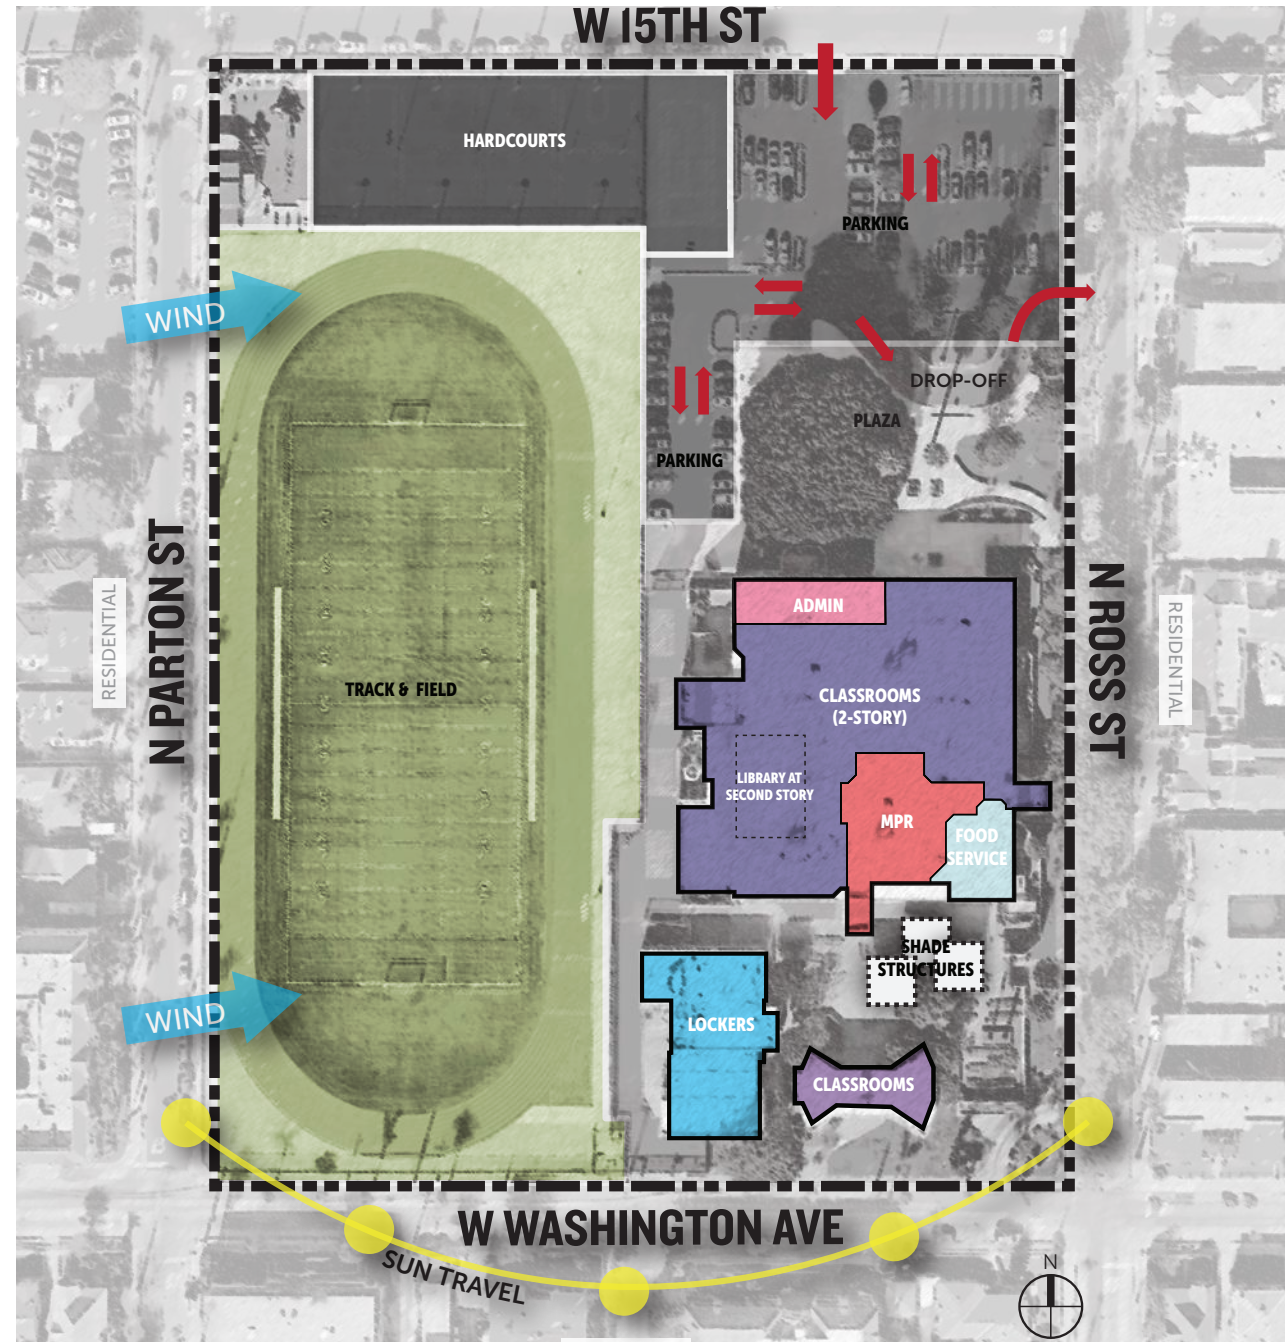 W 15TH ST
HARDCOURTS
PARKING
WIND
DROP-OFF
PLAZA
PARKING
N PARTON ST
RESIDENTIAL
N ROSS ST
RESIDENTIAL
ADMIN
TRACK & FIELD
CLASSROOMS
(2-STORY)
LIBRARY AT
SECOND STORY
MPR
FOOD
SERVICE
SHADE
STRUCTURES
WIND
LOCKERS
CLASSROOMS
W WASHINGTON AVE
SUN TRAVEL
N